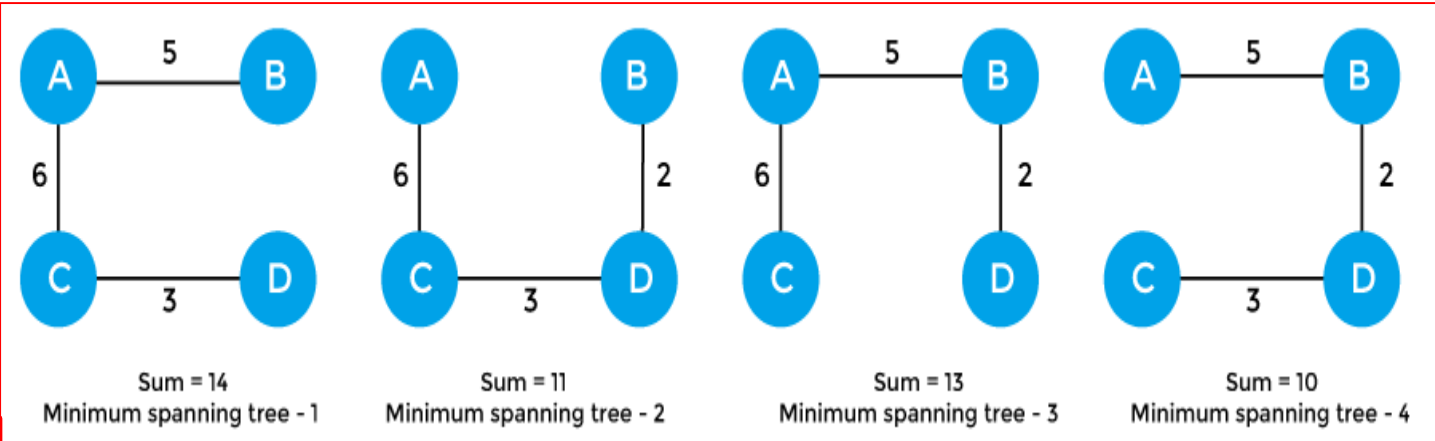 A 5 B
6
C 3 D
Sum = 14
Minimum spanning tree - 1
A B
6 2
C 3 D
Sum = 11
Minimum spanning tree - 2
A 5 B
6 2
C D
Sum = 13
Minimum spanning tree - 3
A 5 B
2
C 3 D
Sum = 10
Minimum spanning tree - 4